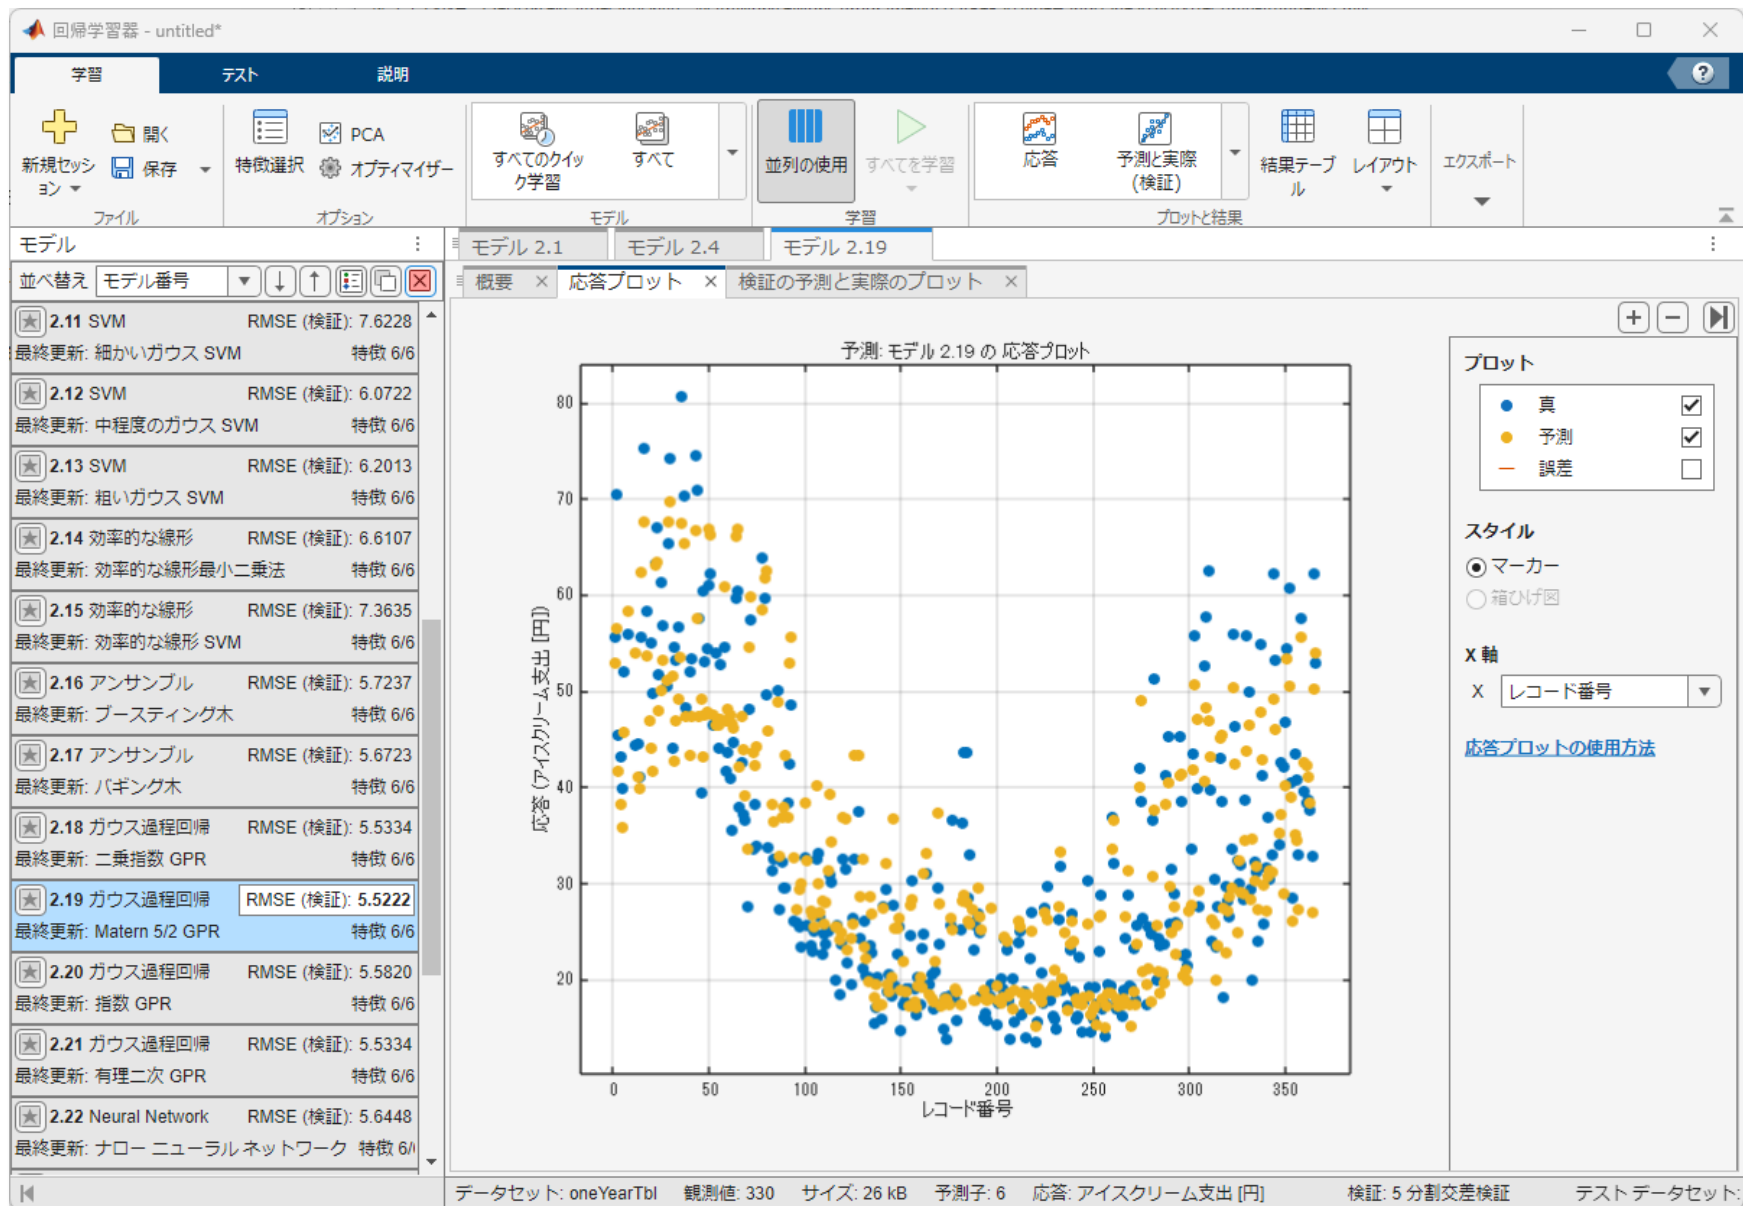 回帰学習器 - untitled*
学習 テスト 説明
新規セッション
開く
保存
ファイル
特徴選択
PCA
オプティマイザー
オプション
すべてのクイック学習
すべて
モデル
並列の使用
すべてを学習
学習
応答
予測と実際 (検証)
結果テーブル
レイアウト
プロットと結果
エクスポート
モデル
並べ替え モデル番号
2.11 SVM RMSE (検証): 7.6228
最終更新: 細かいガウス SVM 特徴 6/6
2.12 SVM RMSE (検証): 6.0722
最終更新: 中程度のガウス SVM 特徴 6/6
2.13 SVM RMSE (検証): 6.2013
最終更新: 粗いガウス SVM 特徴 6/6
2.14 効率的な線形 RMSE (検証): 6.6107
最終更新: 効率的な線形最小二乗法 特徴 6/6
2.15 効率的な線形 RMSE (検証): 7.3635
最終更新: 効率的な線形 SVM 特徴 6/6
2.16 アンサンブル RMSE (検証): 5.7237
最終更新: ブースティング木 特徴 6/6
2.17 アンサンブル RMSE (検証): 5.6723
最終更新: バギング木 特徴 6/6
2.18 ガウス過程回帰 RMSE (検証): 5.5334
最終更新: 二乗指数 GPR 特徴 6/6
2.19 ガウス過程回帰 RMSE (検証): 5.5222
最終更新: Matern 5/2 GPR 特徴 6/6
2.20 ガウス過程回帰 RMSE (検証): 5.5820
最終更新: 指数 GPR 特徴 6/6
2.21 ガウス過程回帰 RMSE (検証): 5.5334
最終更新: 有理二次 GPR 特徴 6/6
2.22 Neural Network RMSE (検証): 5.6448
最終更新: ナロー ニューラル ネットワーク 特徴 6/
モデル 2.1 モデル 2.4 モデル 2.19
概要 応答プロット 検証の予測と実際のプロット
予測: モデル 2.19 の 応答プロット
応答 (アイスクリーム支出 [円])
80
70
60
50
40
30
20
0 50 100 150 200 250 300 350
レコード番号
プロット
真
予測
誤差
スタイル
マーカー
箱ひげ図
X 軸
X レコード番号
応答プロットの使用方法
データセット: oneYearTbl 観測値: 330 サイズ: 26 kB 予測子: 6 応答: アイスクリーム支出 [円] 検証: 5 分割交差検証 テスト データセット: